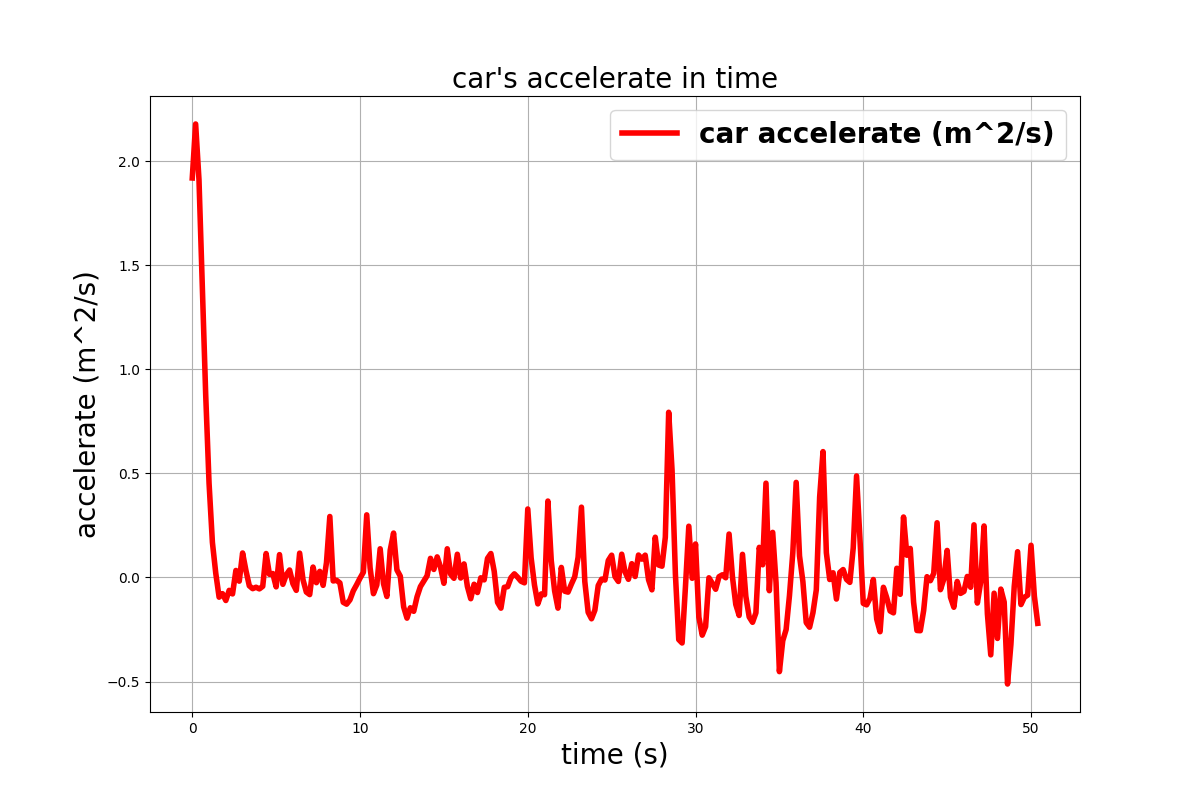 car's accelerate in time
car accelerate (m^2/s)
accelerate (m^2/s)
2.0
1.5
1.0
0.5
0.0
−0.5
0 10 20 30 40 50
time (s)